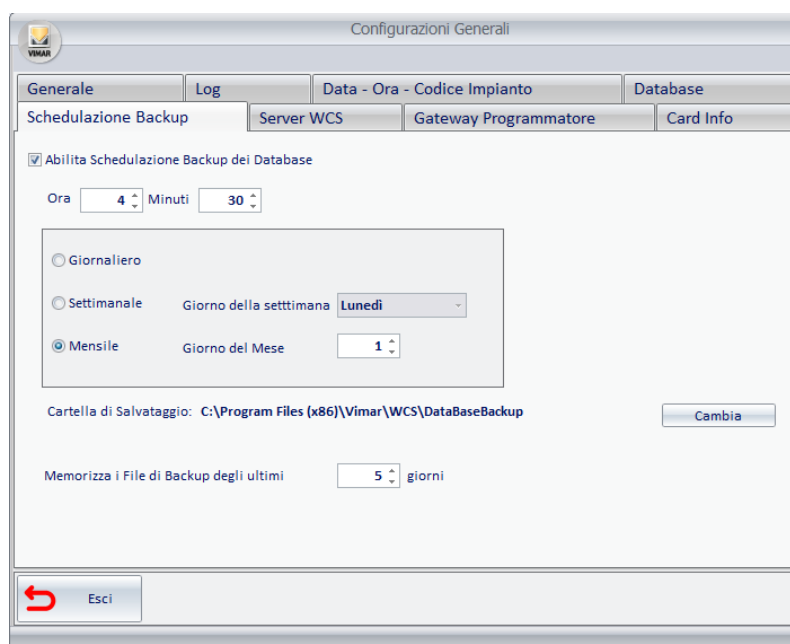 Configurazioni Generali
VIMAR
Generale Log Data - Ora - Codice Impianto Database
Schedulazione Backup Server WCS Gateway Programmatore Card Info
Abilita Schedulazione Backup dei Database
Ora 4 Minuti 30
Giornaliero
Settimanale Giorno della setttimana Lunedì
Mensile Giorno del Mese 1
Cartella di Salvataggio: C:\Program Files (x86)\Vimar\WCS\DataBaseBackup Cambia
Memorizza i File di Backup degli ultimi 5 giorni
Esci